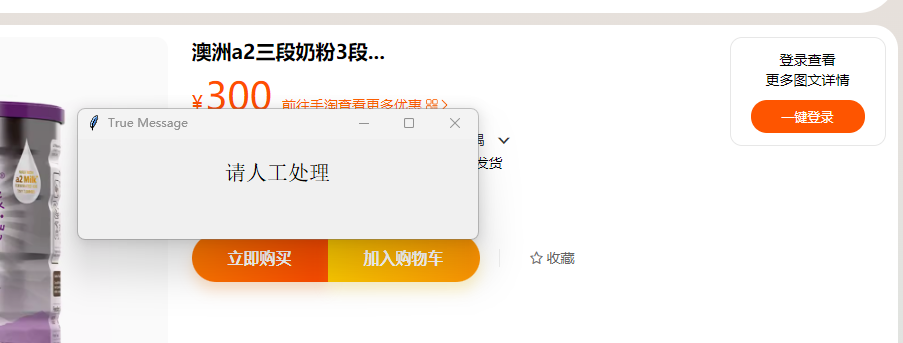 澳洲a2三段奶粉3段...
¥300 前往手淘查看更多优惠
True Message
请人工处理
发货
立即购买
加入购物车
收藏
登录查看
更多图文详情
一键登录
a2 Milk